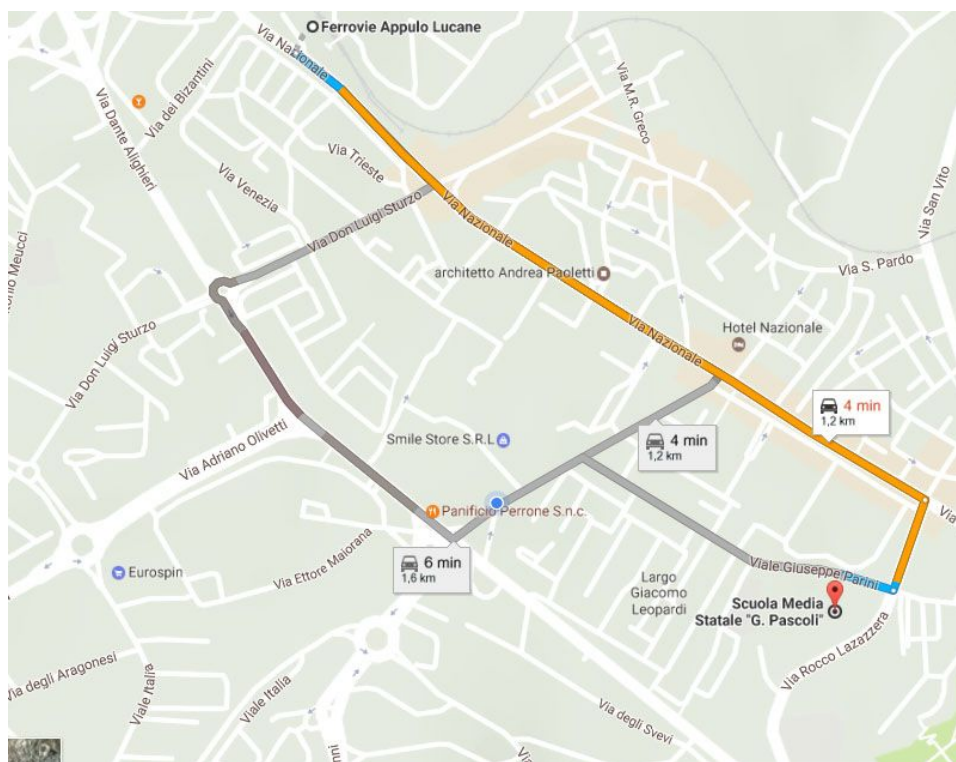 Ferrovie Appulo Lucane
Via Nazionale
Via dei Bizantini
Via M.R. Greco
Via Dante Alighieri
Via Trieste
Via Venezia
Via San Vito
Via Don Luigi Sturzo
Via Nazionale
Via S. Pardo
onio Meucci
architetto Andrea Paoletti
Via Nazionale
Hotel Nazionale
Via Don Luigi Sturzo
4 min
1,2 km
4 min
1,2 km
Smile Store S.R.L
Via Adriano Olivetti
Panificio Perrone S.n.c.
Via
6 min
1,6 km
Via Ettore Maiorana
Eurospin
Viale Giuseppe Parini
Largo
Giacomo
Leopardi
Scuola Media
Statale "G. Pascoli"
Via Rocco Lazazzera
Via degli Aragonesi
Viale Italia
Viale Italia
Via degli Svevi
ni